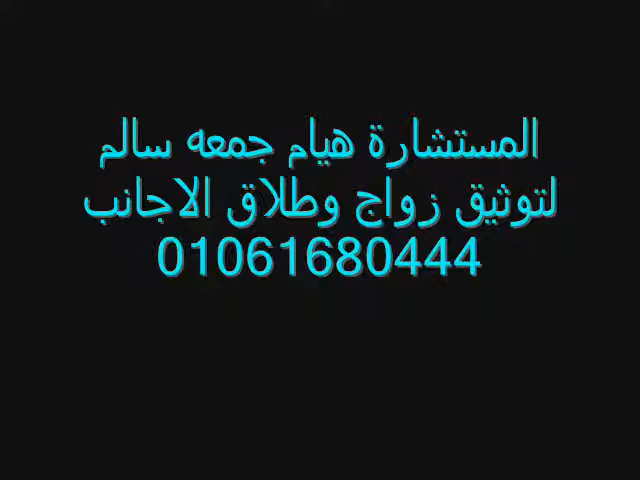 المستشارة هيام جمعه سالم
لتوثيق زواج وطلاق الاجانب
01061680444